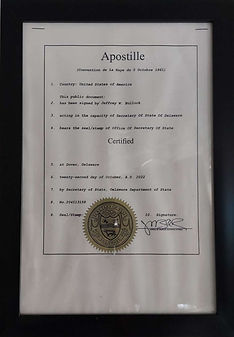 Apostille
(Convention de La Haye du 5 Octobre 1961)
1. Country: United States of America
This public document:
2. has been signed by Jeffrey W. Bullock
3. acting in the capacity of Secretary of State of Delaware
4. bears the seal/stamp of Office of Secretary of State
Certified
5. at Dover, Delaware
6. twenty-second day of October, A.D. 2022
7. by Secretary of State, Delaware Department of State
8. No.
9. Seal/Stamp:
10. Signature: